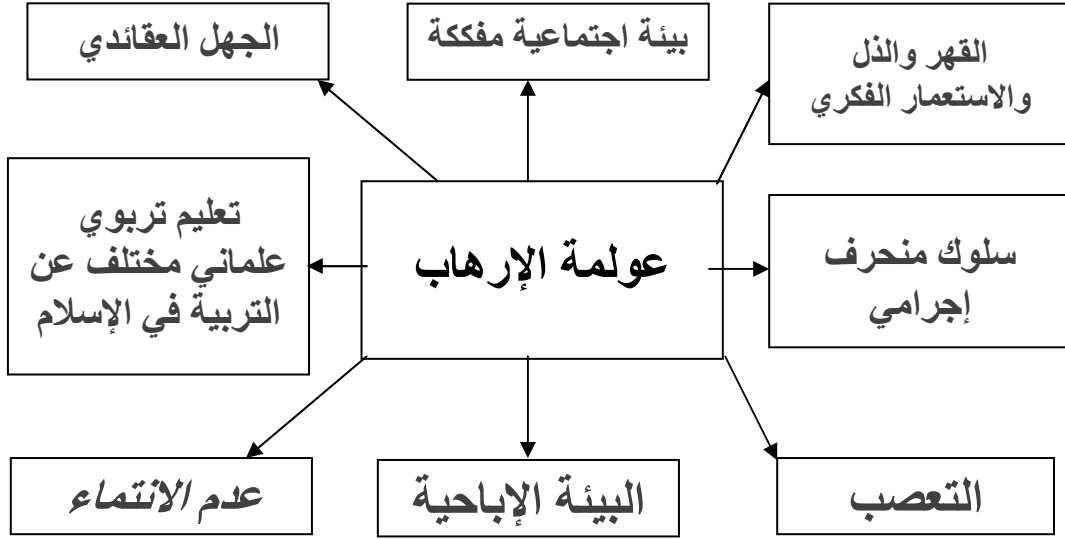 القهر والذل
والاستعمار الفكري
بيئة اجتماعية مفككة
الجهل العقائدي
سلوك منحرف
إجرامي
عولمة الإرهاب
تعليم تربوي
علماني مختلف عن
التربية في الإسلام
التعصب
البيئة الإباحية
عدم الانتماء